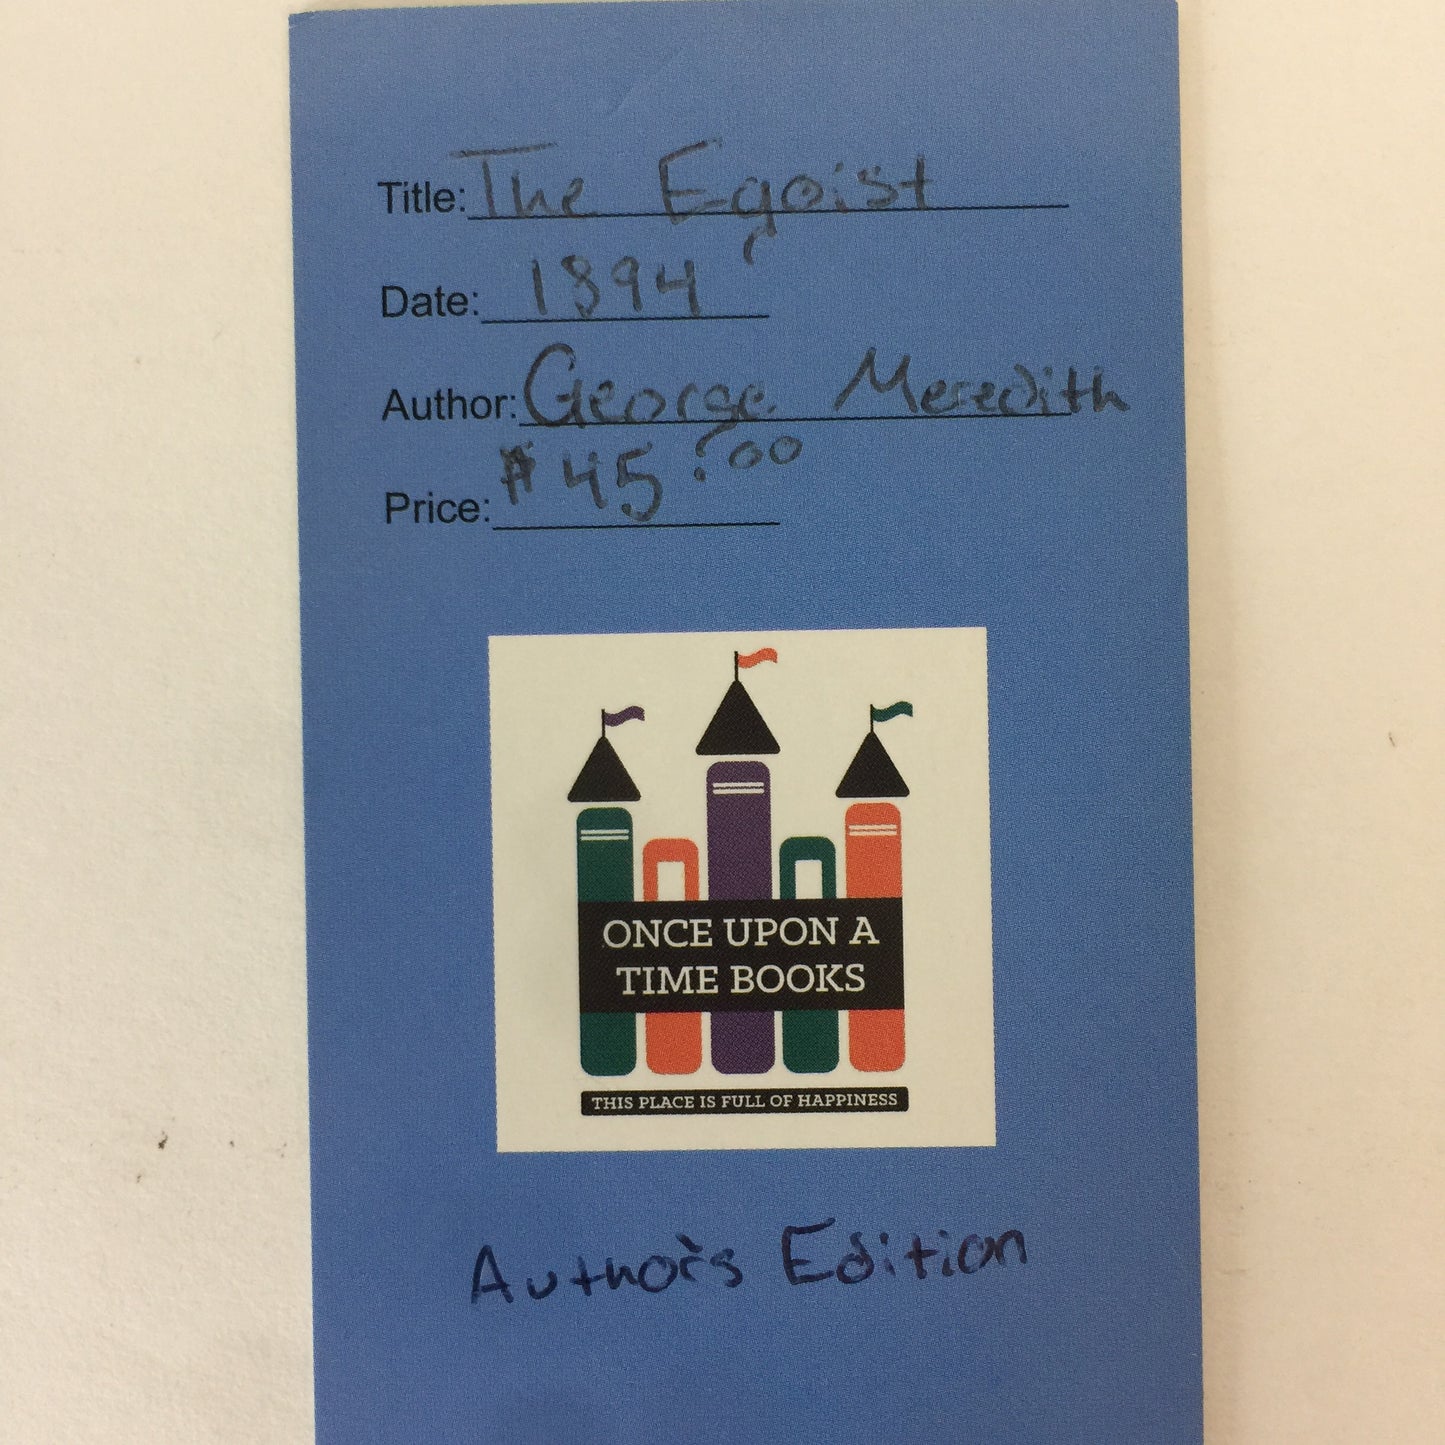 Title: The Egoist
Date: 1894
Author: George Meredith
Price: $45.00
ONCE UPON A
TIME BOOKS
THIS PLACE IS FULL OF HAPPINESS
Author's Edition